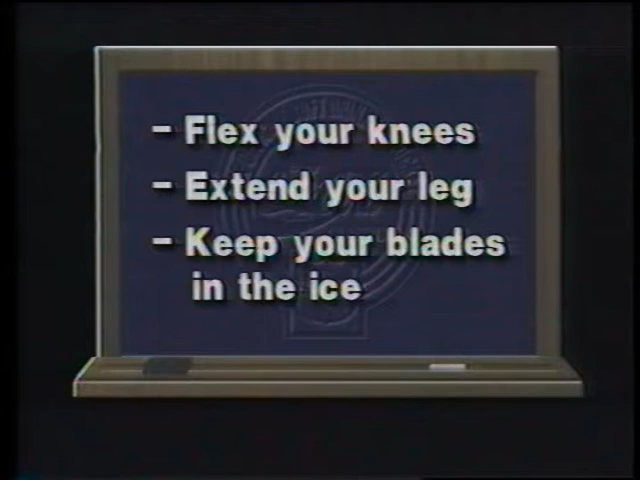 - Flex your knees
- Extend your leg
- Keep your blades
in the ice